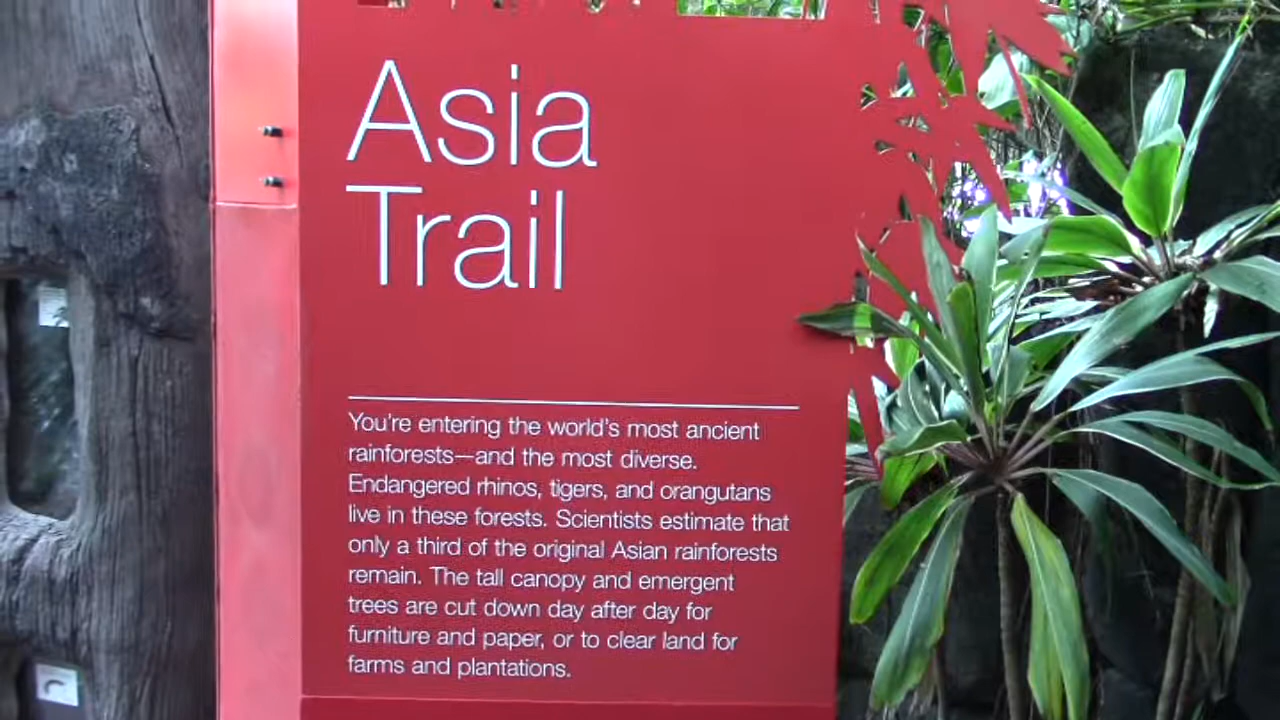 Asia
Trail
You're entering the world's most ancient
rainforests—and the most diverse.
Endangered rhinos, tigers, and orangutans
live in these forests. Scientists estimate that
only a third of the original Asian rainforests
remain. The tall canopy and emergent
trees are cut down day after day for
furniture and paper, or to clear land for
farms and plantations.